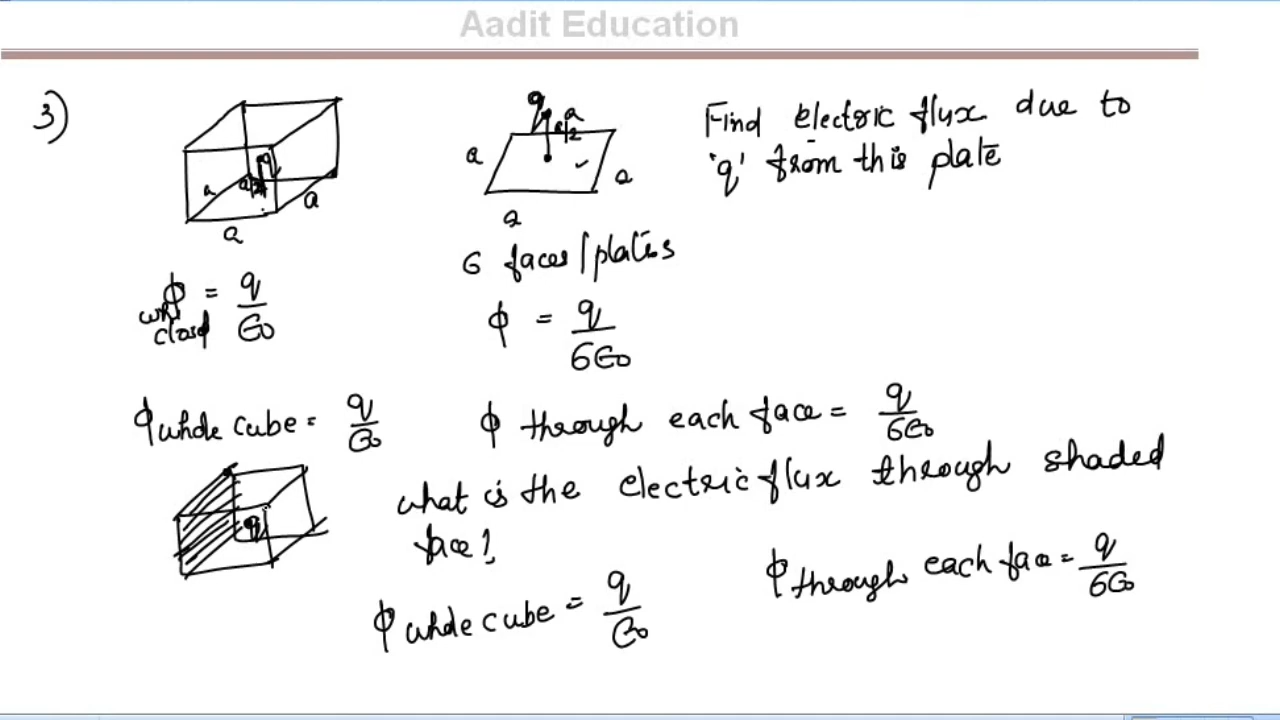 Aadit Education
3)
q
a/2
a
a
a
q
a
a/2
a
a
a
Find electric flux due to
'q' from this plate
6 faces/plates
ϕ = q/6ε0
ϕ closed = q/ε0
ϕ whole cube = q/ε0
ϕ through each face = q/6ε0
what is the electric flux through shaded
face?
q
ϕ whole cube = q/ε0
ϕ through each face = q/6ε0